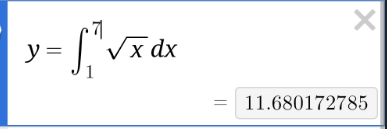 y = ∫₁⁷ √x dx
= 11.680172785